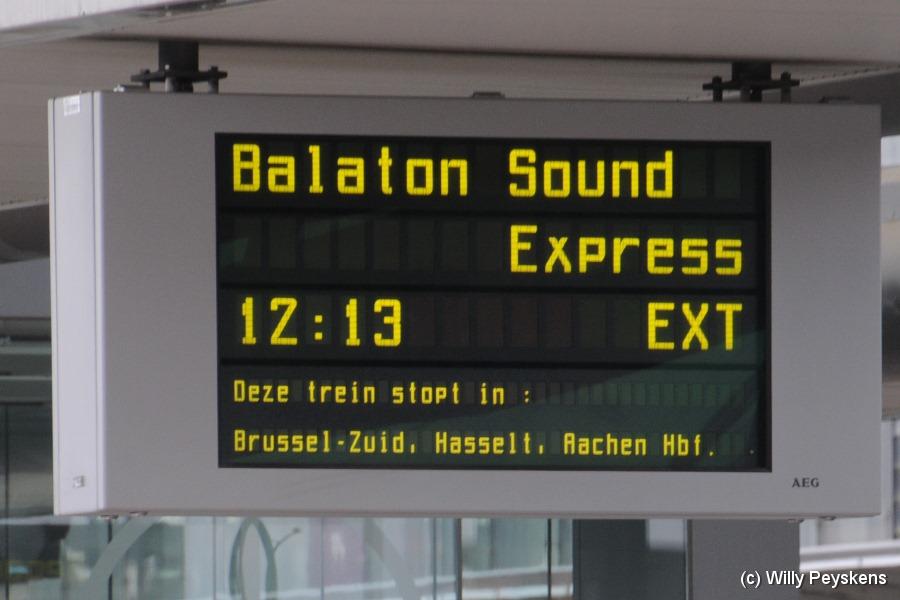 Balaton Sound
Express
12:13 EXT
Deze trein stopt in :
Brussel-Zuid, Hasselt, Aachen Hbf.
AEG
(c) Willy Peyskens